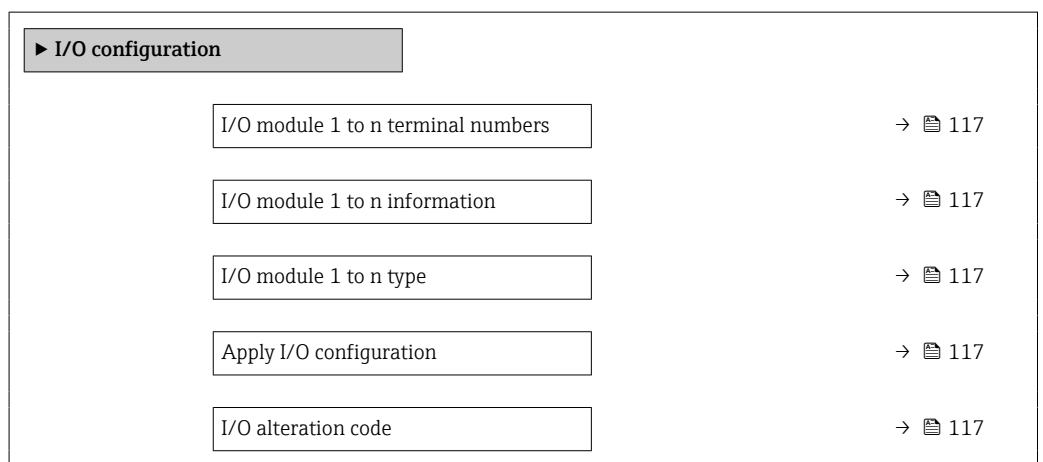 ▶ I/O configuration
I/O module 1 to n terminal numbers → 117
I/O module 1 to n information → 117
I/O module 1 to n type → 117
Apply I/O configuration → 117
I/O alteration code → 117